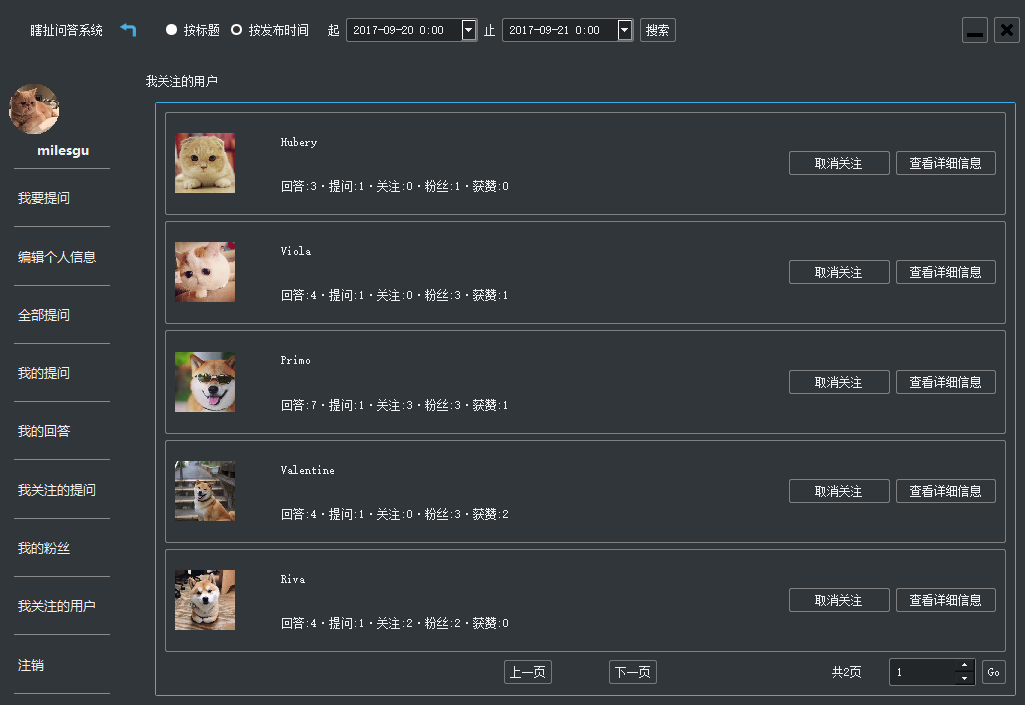 瞎扯问答系统 按标题 按发布时间 起 2017-09-20 0:00 止 2017-09-21 0:00 搜索
我关注的用户
milesgu
我要提问
编辑个人信息
全部提问
我的提问
我的回答
我关注的提问
我的粉丝
我关注的用户
注销
Hubery
回答:3·提问:1·关注:0·粉丝:1·获赞:0
取消关注 查看详细信息
Viola
回答:4·提问:1·关注:0·粉丝:3·获赞:1
取消关注 查看详细信息
Primo
回答:7·提问:1·关注:3·粉丝:3·获赞:1
取消关注 查看详细信息
Valentine
回答:4·提问:1·关注:0·粉丝:3·获赞:2
取消关注 查看详细信息
Riva
回答:4·提问:1·关注:2·粉丝:2·获赞:0
取消关注 查看详细信息
上一页 下一页 共2页 1 Go